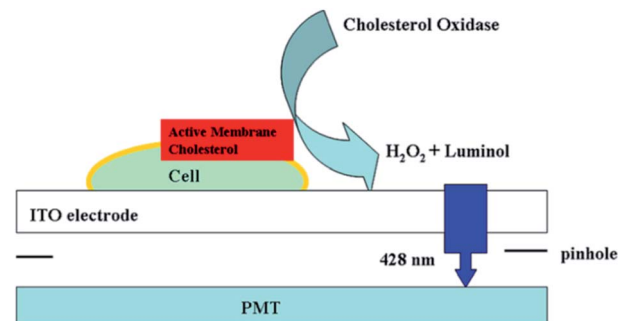 Cholesterol Oxidase
Active Membrane
Cholesterol
H₂O₂ + Luminol
Cell
ITO electrode
428 nm
pinhole
PMT